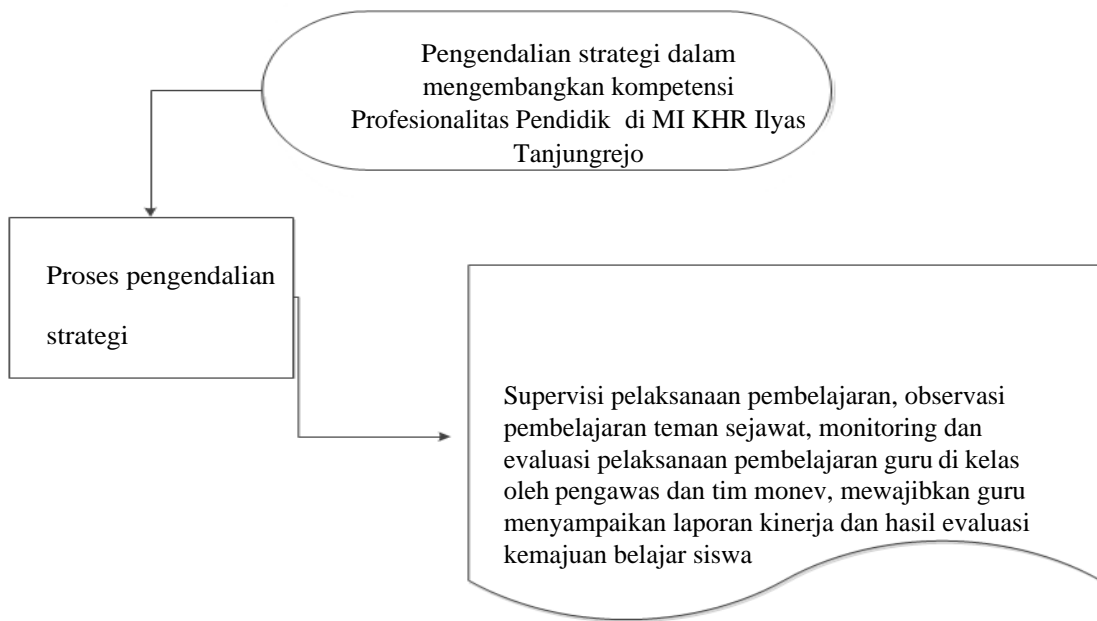 Pengendalian strategi dalam
mengembangkan kompetensi
Profesionalitas Pendidik di MI KHR Ilyas
Tanjungrejo
Proses pengendalian
strategi
Supervisi pelaksanaan pembelajaran, observasi
pembelajaran teman sejawat, monitoring dan
evaluasi pelaksanaan pembelajaran guru di kelas
oleh pengawas dan tim monev, mewajibkan guru
menyampaikan laporan kinerja dan hasil evaluasi
kemajuan belajar siswa